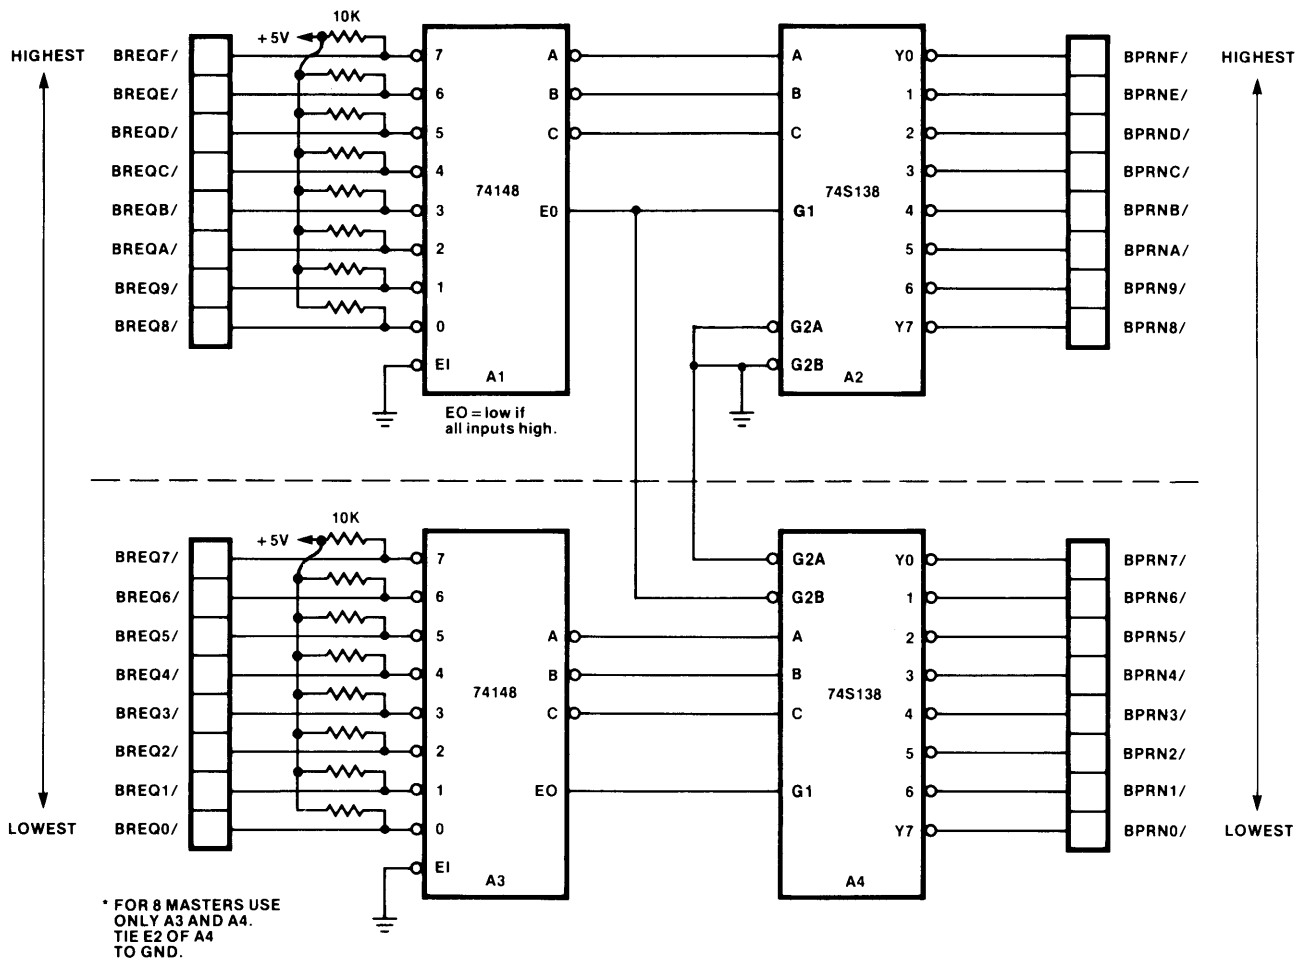 10K
+5V
HIGHEST
BREQF/
BREQE/
BREQD/
BREQC/
BREQB/
BREQA/
BREQ9/
BREQ8/
7
6
5
4
3
2
1
0
EI
74148
A
B
C
E0
A1
EO = low if
all inputs high.
A
B
C
G1
G2A
G2B
74S138
A2
Y0
1
2
3
4
5
6
Y7
BPRNF/
BPRNE/
BPRND/
BPRNC/
BPRNB/
BPRNA/
BPRN9/
BPRN8/
HIGHEST
10K
+5V
BREQ7/
BREQ6/
BREQ5/
BREQ4/
BREQ3/
BREQ2/
BREQ1/
BREQ0/
LOWEST
7
6
5
4
3
2
1
0
EI
74148
A
B
C
EO
A3
G2A
G2B
A
B
C
G1
74S138
A4
Y0
1
2
3
4
5
6
Y7
BPRN7/
BPRN6/
BPRN5/
BPRN4/
BPRN3/
BPRN2/
BPRN1/
BPRN0/
LOWEST
* FOR 8 MASTERS USE
ONLY A3 AND A4.
TIE E2 OF A4
TO GND.